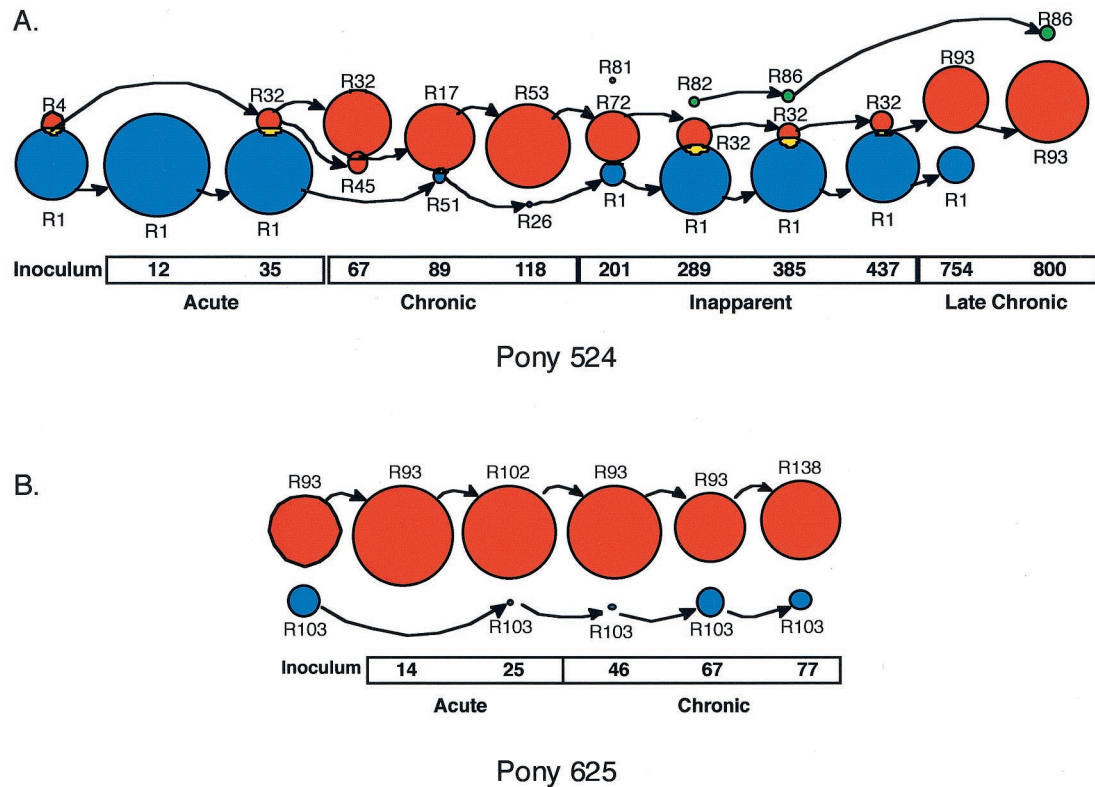 A.
R86
R81
R93
R4 R32 R32 R17 R53 R72 R82 R86 R32 R32
R32
R45 R51 R26 R1 R93
R1 R1 R1 R1 R1 R1 R1
Inoculum 12 35 67 89 118 201 289 385 437 754 800
Acute Chronic Inapparent Late Chronic
Pony 524
B.
R93 R93 R102 R93 R93 R138
R103 R103 R103 R103 R103
Inoculum 14 25 46 67 77
Acute Chronic
Pony 625